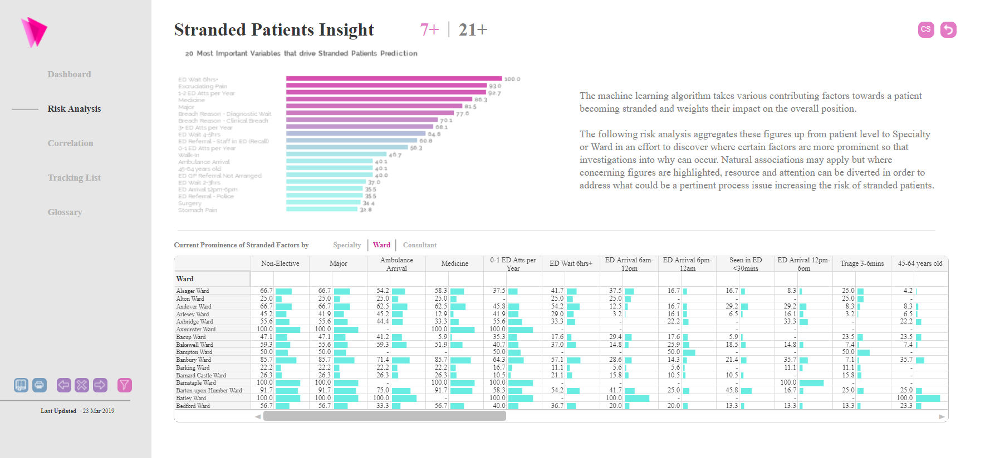 Stranded Patients Insight 7+ | 21+
CS
20 Most Important Variables that drive Stranded Patients Prediction
Dashboard
Risk Analysis
Correlation
Tracking List
Glossary
Last Updated 23 Mar 2019
ED Wait 6hrs+ 100.0
Excruciating Pain 93.0
1-2 ED Atts per Year 92.7
Medicine 86.3
Major 81.5
Breach Reason - Diagnostic Wait 77.6
Breach Reason - Clinical Breach 70.1
3+ ED Atts per Year 68.1
ED Wait 4-5hrs 64.6
ED Referral - Staff in ED (Recall) 60.8
0-1 ED Atts per Year 56.3
Walk-In 46.7
Ambulance Arrival 40.1
45-64 years old 40.1
ED GP Referral Not Arranged 40.0
ED Wait 2-3hrs 37.0
ED Arrival 12pm-6pm 35.5
ED Referral - Police 35.5
Surgery 34.4
Stomach Pain 32.8
The machine learning algorithm takes various contributing factors towards a patient
becoming stranded and weights their impact on the overall position.
The following risk analysis aggregates these figures up from patient level to Specialty
or Ward in an effort to discover where certain factors are more prominent so that
investigations into why can occur. Natural associations may apply but where
concerning figures are highlighted, resource and attention can be diverted in order to
address what could be a pertinent process issue increasing the risk of stranded patients.
Current Prominence of Stranded Factors by Specialty | Ward | Consultant
Non-Elective Major Ambulance Arrival Medicine 0-1 ED Atts per Year ED Wait 6hrs+ ED Arrival 6am-12pm ED Arrival 6pm-12am Seen in ED <30mins ED Arrival 12pm-6pm Triage 3-6mins 45-64 years old
Ward
Alsager Ward 66.7 66.7 54.2 58.3 37.5 41.7 37.5 16.7 16.7 8.3 25.0 4.2
Alton Ward 25.0 25.0 25.0 25.0 - 25.0 25.0 - - - 25.0 -
Andover Ward 66.7 66.7 62.5 62.5 45.8 54.2 12.5 16.7 29.2 29.2 8.3 8.3
Arlesey Ward 45.2 41.9 45.2 12.9 41.9 29.0 3.2 16.1 6.5 16.1 3.2 6.5
Axbridge Ward 55.6 55.6 44.4 33.3 55.6 33.3 - 22.2 - 33.3 - 22.2
Axminster Ward 100.0 100.0 - 100.0 100.0 - - - - - - -
Bacup Ward 47.1 47.1 41.2 5.9 35.3 17.6 29.4 17.6 5.9 - 23.5 23.5
Bakewell Ward 59.3 55.6 59.3 51.9 40.7 37.0 14.8 25.9 18.5 14.8 7.4 7.4
Bampton Ward 50.0 50.0 - - 50.0 - - 50.0 - - 50.0 -
Banbury Ward 85.7 85.7 71.4 85.7 64.3 57.1 28.6 14.3 21.4 35.7 7.1 35.7
Barking Ward 22.2 22.2 22.2 22.2 16.7 11.1 5.6 5.6 - 11.1 11.1 -
Barnard Castle Ward 26.3 26.3 26.3 26.3 10.5 21.1 15.8 10.5 10.5 - 15.8 -
Barnstaple Ward 100.0 100.0 - 100.0 100.0 - - - - 100.0 - -
Barton-upon-Humber Ward 91.7 91.7 75.0 91.7 58.3 54.2 41.7 25.0 45.8 16.7 25.0 25.0
Batley Ward 100.0 100.0 100.0 - 100.0 - 100.0 - - - - 100.0
Bedford Ward 56.7 56.7 33.3 56.7 40.0 36.7 20.0 20.0 13.3 13.3 13.3 23.3